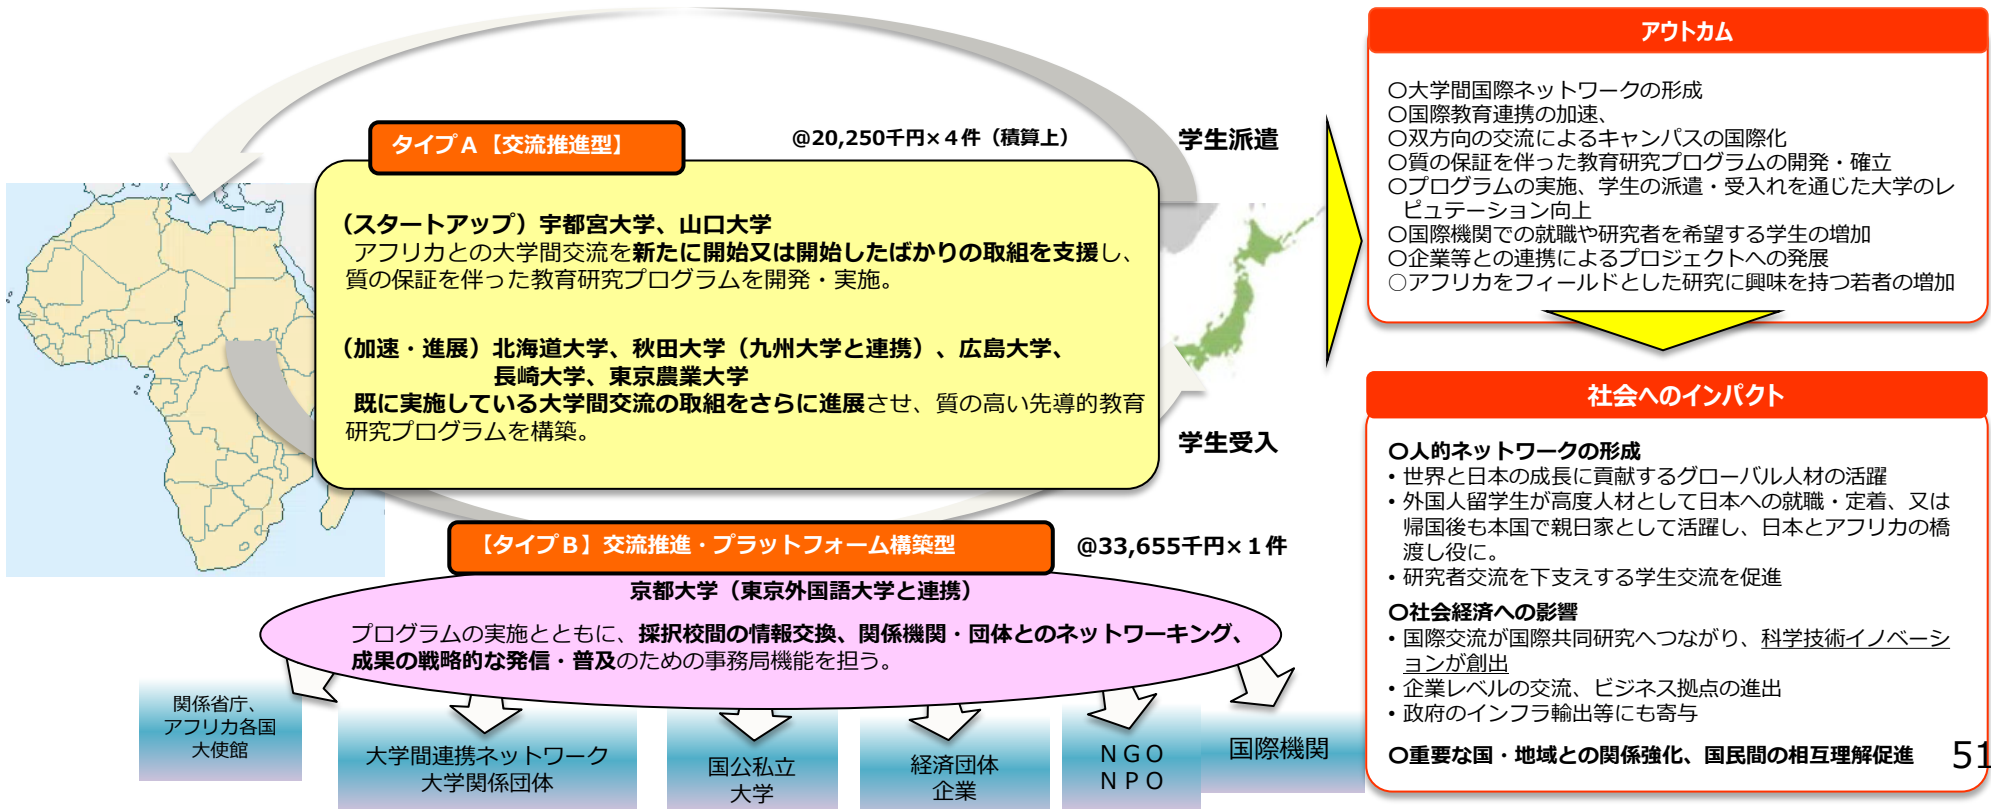 タイプA【交流推進型】
@20,250千円×4件(積算上)
学生派遣
(スタートアップ)宇都宮大学、山口大学
アフリカとの大学間交流を新たに開始又は開始したばかりの取組を支援し、
質の保証を伴った教育研究プログラムを開発・実施。
(加速・進展)北海道大学、秋田大学(九州大学と連携)、広島大学、
長崎大学、東京農業大学
既に実施している大学間交流の取組をさらに進展させ、質の高い先導的教育
研究プログラムを構築。
学生受入
【タイプB】交流推進・プラットフォーム構築型
@33,655千円×1件
京都大学(東京外国語大学と連携)
プログラムの実施とともに、採択校間の情報交換、関係機関・団体とのネットワーキング、
成果の戦略的な発信・普及のための事務局機能を担う。
関係省庁、
アフリカ各国
大使館
大学間連携ネットワーク
大学関係団体
国公私立
大学
経済団体
企業
NGO
NPO
国際機関
アウトカム
〇大学間国際ネットワークの形成
〇国際教育連携の加速、
〇双方向の交流によるキャンパスの国際化
〇質の保証を伴った教育研究プログラムの開発・確立
〇プログラムの実施、学生の派遣・受入れを通じた大学のレ
ピュテーション向上
〇国際機関での就職や研究者を希望する学生の増加
〇企業等との連携によるプロジェクトへの発展
○アフリカをフィールドとした研究に興味を持つ若者の増加
社会へのインパクト
〇人的ネットワークの形成
・世界と日本の成長に貢献するグローバル人材の活躍
・外国人留学生が高度人材として日本への就職・定着、又は
帰国後も本国で親日家として活躍し、日本とアフリカの橋
渡し役に。
・研究者交流を下支えする学生交流を促進
〇社会経済への影響
・国際交流が国際共同研究へつながり、科学技術イノベーシ
ョンが創出
・企業レベルの交流、ビジネス拠点の進出
・政府のインフラ輸出等にも寄与
〇重要な国・地域との関係強化、国民間の相互理解促進
51